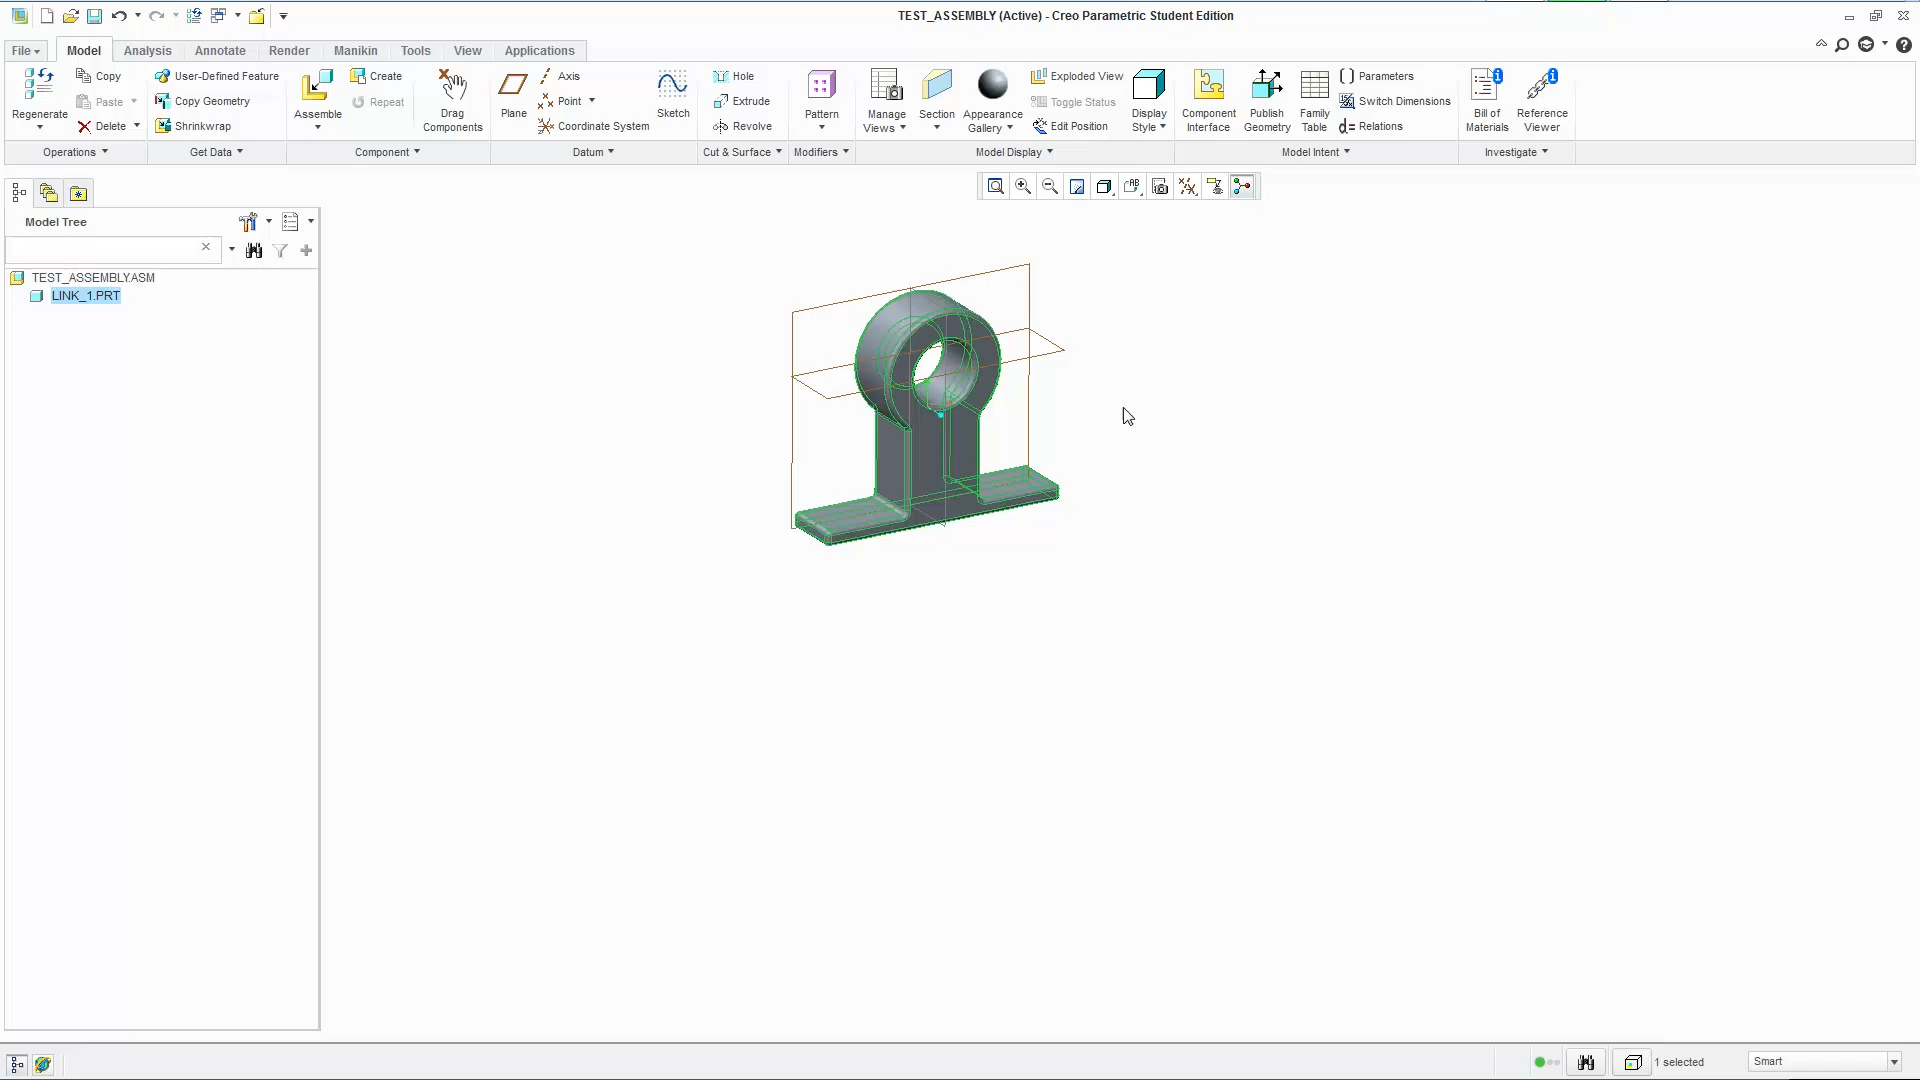 TEST_ASSEMBLY (Active) - Creo Parametric Student Edition
File Model Analysis Annotate Render Manikin Tools View Applications
Regenerate
Copy
Paste
Delete
Operations
User-Defined Feature
Copy Geometry
Shrinkwrap
Get Data
Assemble
Create
Repeat
Drag
Components
Component
Plane
Axis
Point
Coordinate System
Sketch
Datum
Hole
Extrude
Revolve
Cut & Surface
Pattern
Modifiers
Manage
Views
Section
Appearance
Gallery
Exploded View
Toggle Status
Edit Position
Display
Style
Model Display
Component
Interface
Publish
Geometry
Family
Table
Parameters
Switch Dimensions
d= Relations
Model Intent
Bill of
Materials
Reference
Viewer
Investigate
Model Tree
TEST_ASSEMBLY.ASM
LINK_1.PRT
1 selected
Smart